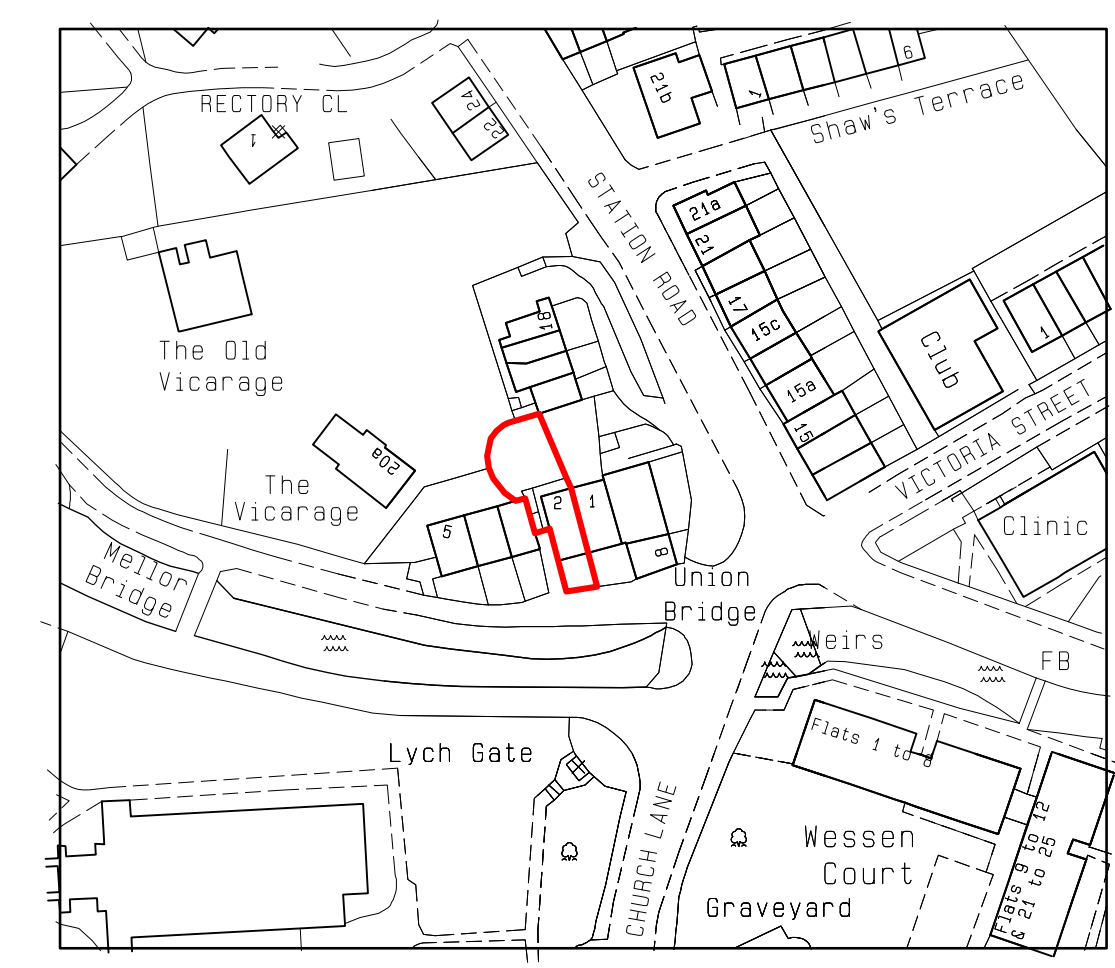 6
1
21b
Shaw's Terrace
RECTORY CL
24
22
1
STATION ROAD
21a
21
17
15c
15a
15
18
Club
1
VICTORIA STREET
The Old
Vicarage
20a
The
Vicarage
Clinic
5
2
1
8
Mellor
Bridge
Union
Bridge
Weirs
FB
Flats 1 to 8
Lych Gate
CHURCH LANE
Wessen
Court
Graveyard
Flats 9 to 12
& 21 to 25